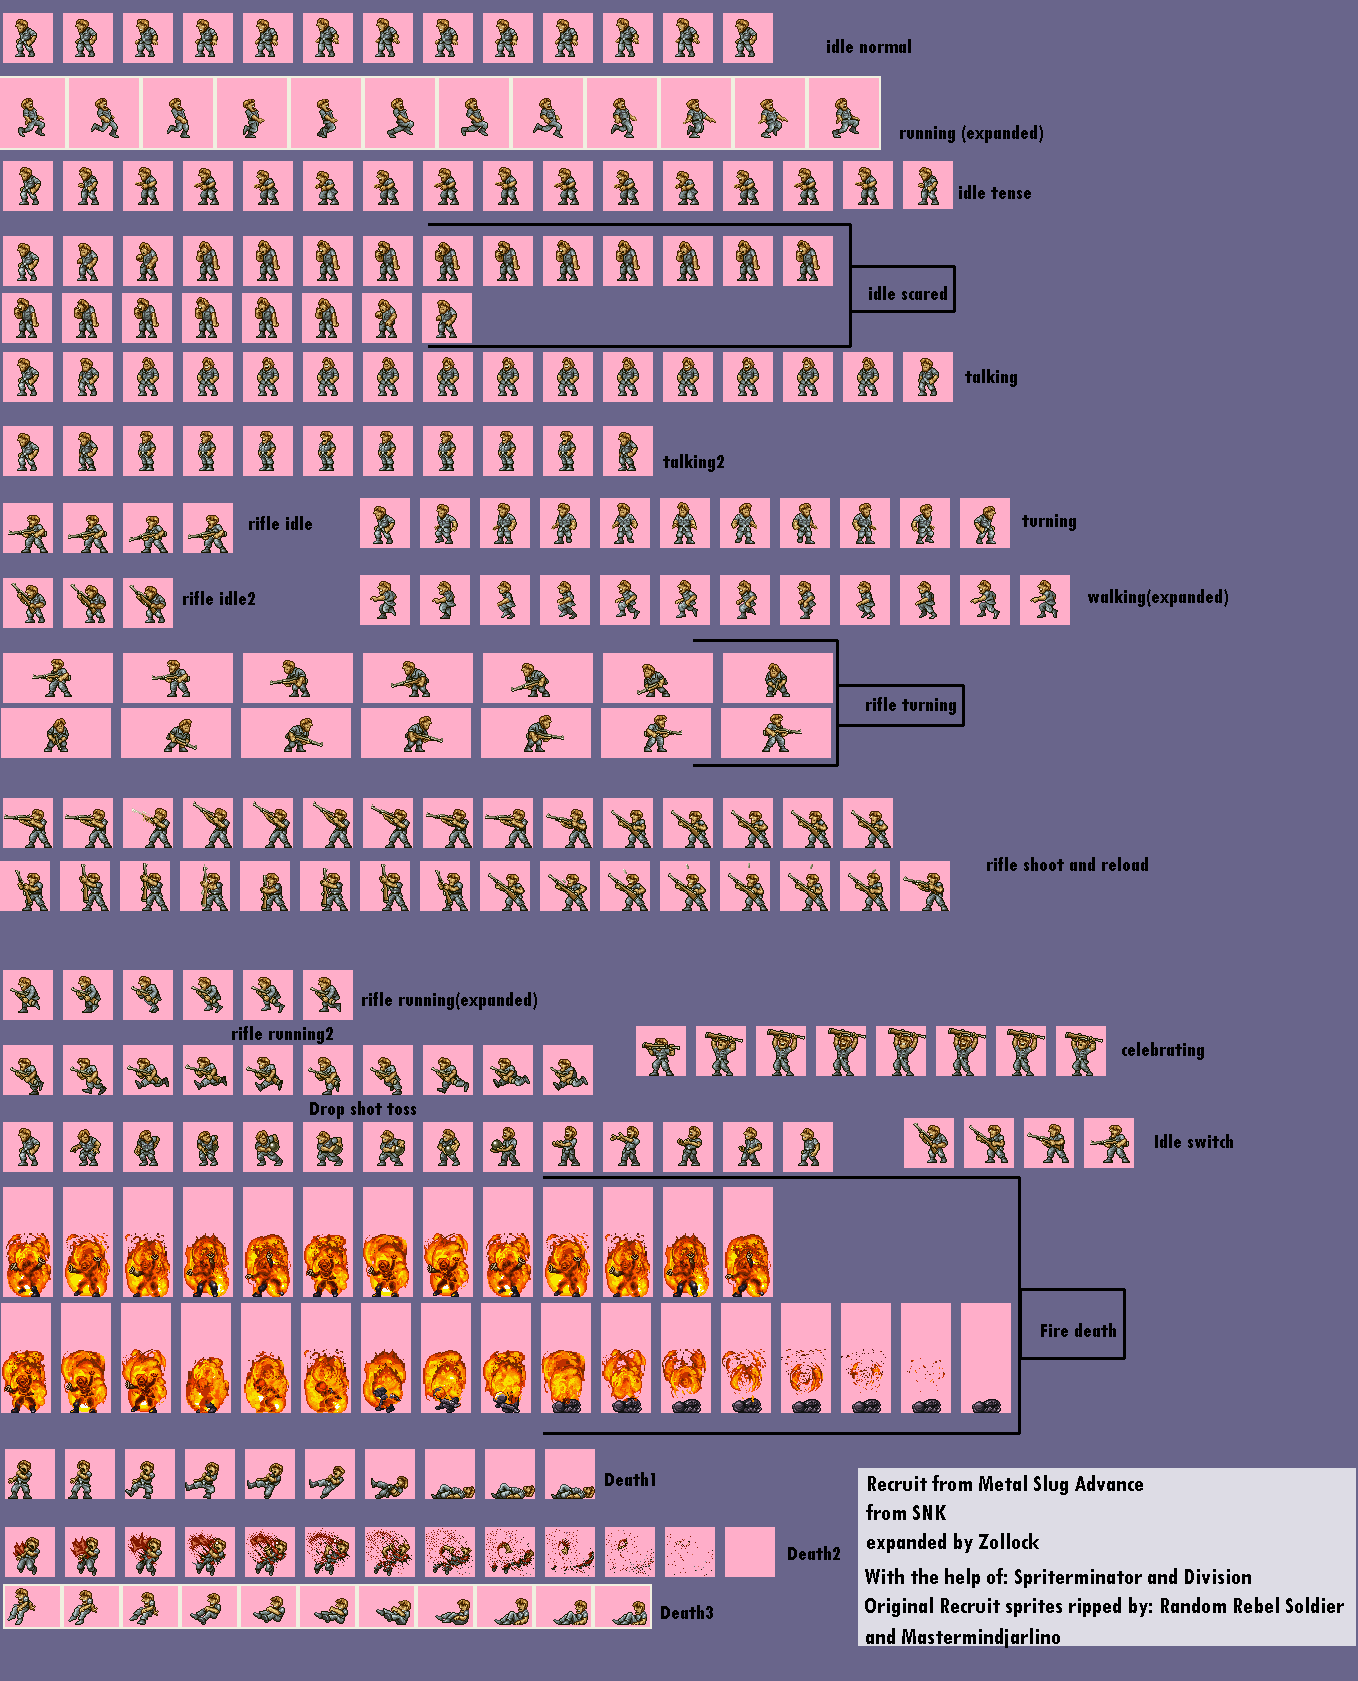 idle normal
running (expanded)
idle tense
idle scared
talking
talking2
rifle idle
turning
rifle idle2
walking(expanded)
rifle turning
rifle shoot and reload
rifle running(expanded)
rifle running2
celebrating
Drop shot toss
Idle switch
Fire death
Death1
Recruit from Metal Slug Advance
from SNK
expanded by Zollock
Death2
With the help of: Spriterminator and Division
Original Recruit sprites ripped by: Random Rebel Soldier
Death3
and Mastermindjarlino